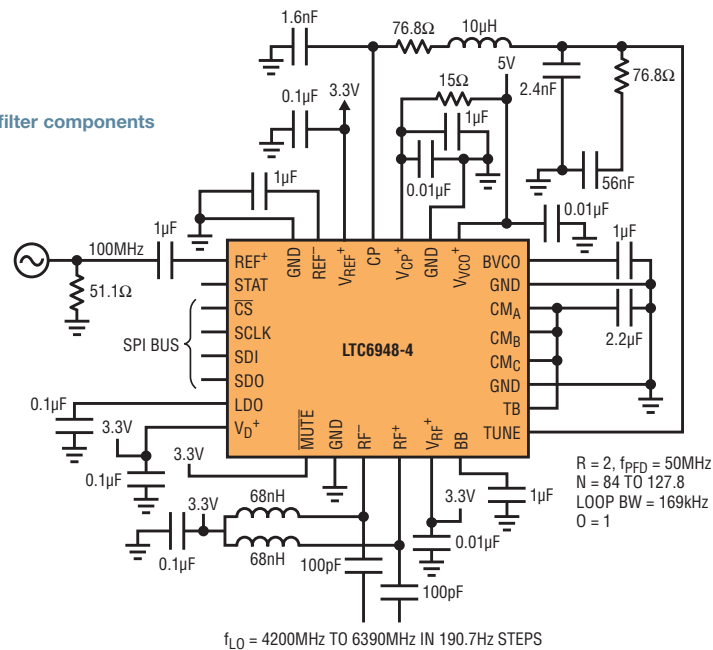 filter components
1.6nF
76.8Ω
10µH
5V
76.8Ω
2.4nF
15Ω
3.3V
0.1µF
1µF
0.01µF
56nF
1µF
0.01µF
1µF
1µF
100MHz
51.1Ω
REF+
GND
REF–
VREF+
CP
VCP+
GND
VVCO+
BVCO
STAT
GND
CS
CMA
2.2µF
SCLK
CMB
SPI BUS
LTC6948-4
SDI
CMC
SDO
GND
LDO
TB
0.1µF
VD+
MUTE
GND
RF–
RF+
VRF+
BB
TUNE
3.3V
0.1µF
3.3V
3.3V
1µF
R = 2, fPFD = 50MHz
N = 84 TO 127.8
LOOP BW = 169kHz
O = 1
3.3V
68nH
68nH
0.1µF
100pF
0.01µF
100pF
fLO = 4200MHz TO 6390MHz IN 190.7Hz STEPS